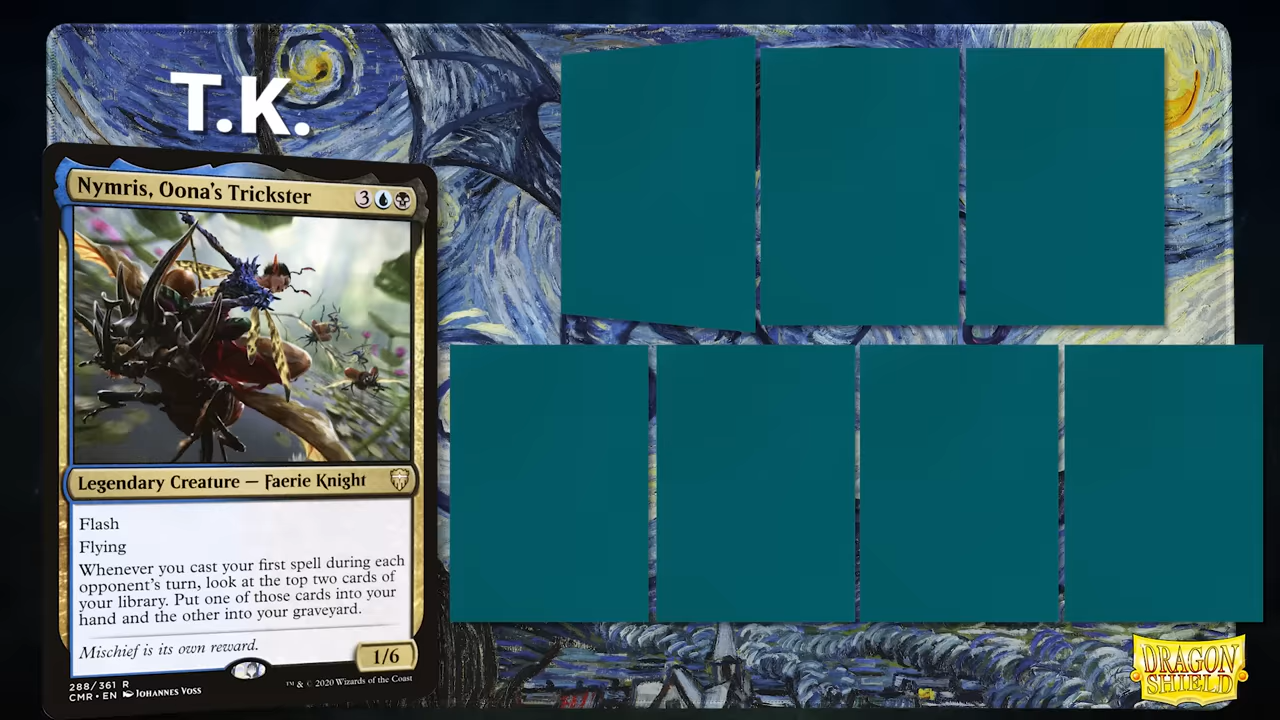 T.K.
Nymris, Oona's Trickster 3
Legendary Creature — Faerie Knight
Flash
Flying
Whenever you cast your first spell during each
opponent's turn, look at the top two cards of
your library. Put one of those cards into your
hand and the other into your graveyard.
Mischief is its own reward.
1/6
288/361 R
CMR • EN Johannes Voss
™ & © 2020 Wizards of the Coast
DRAGON
SHIELD